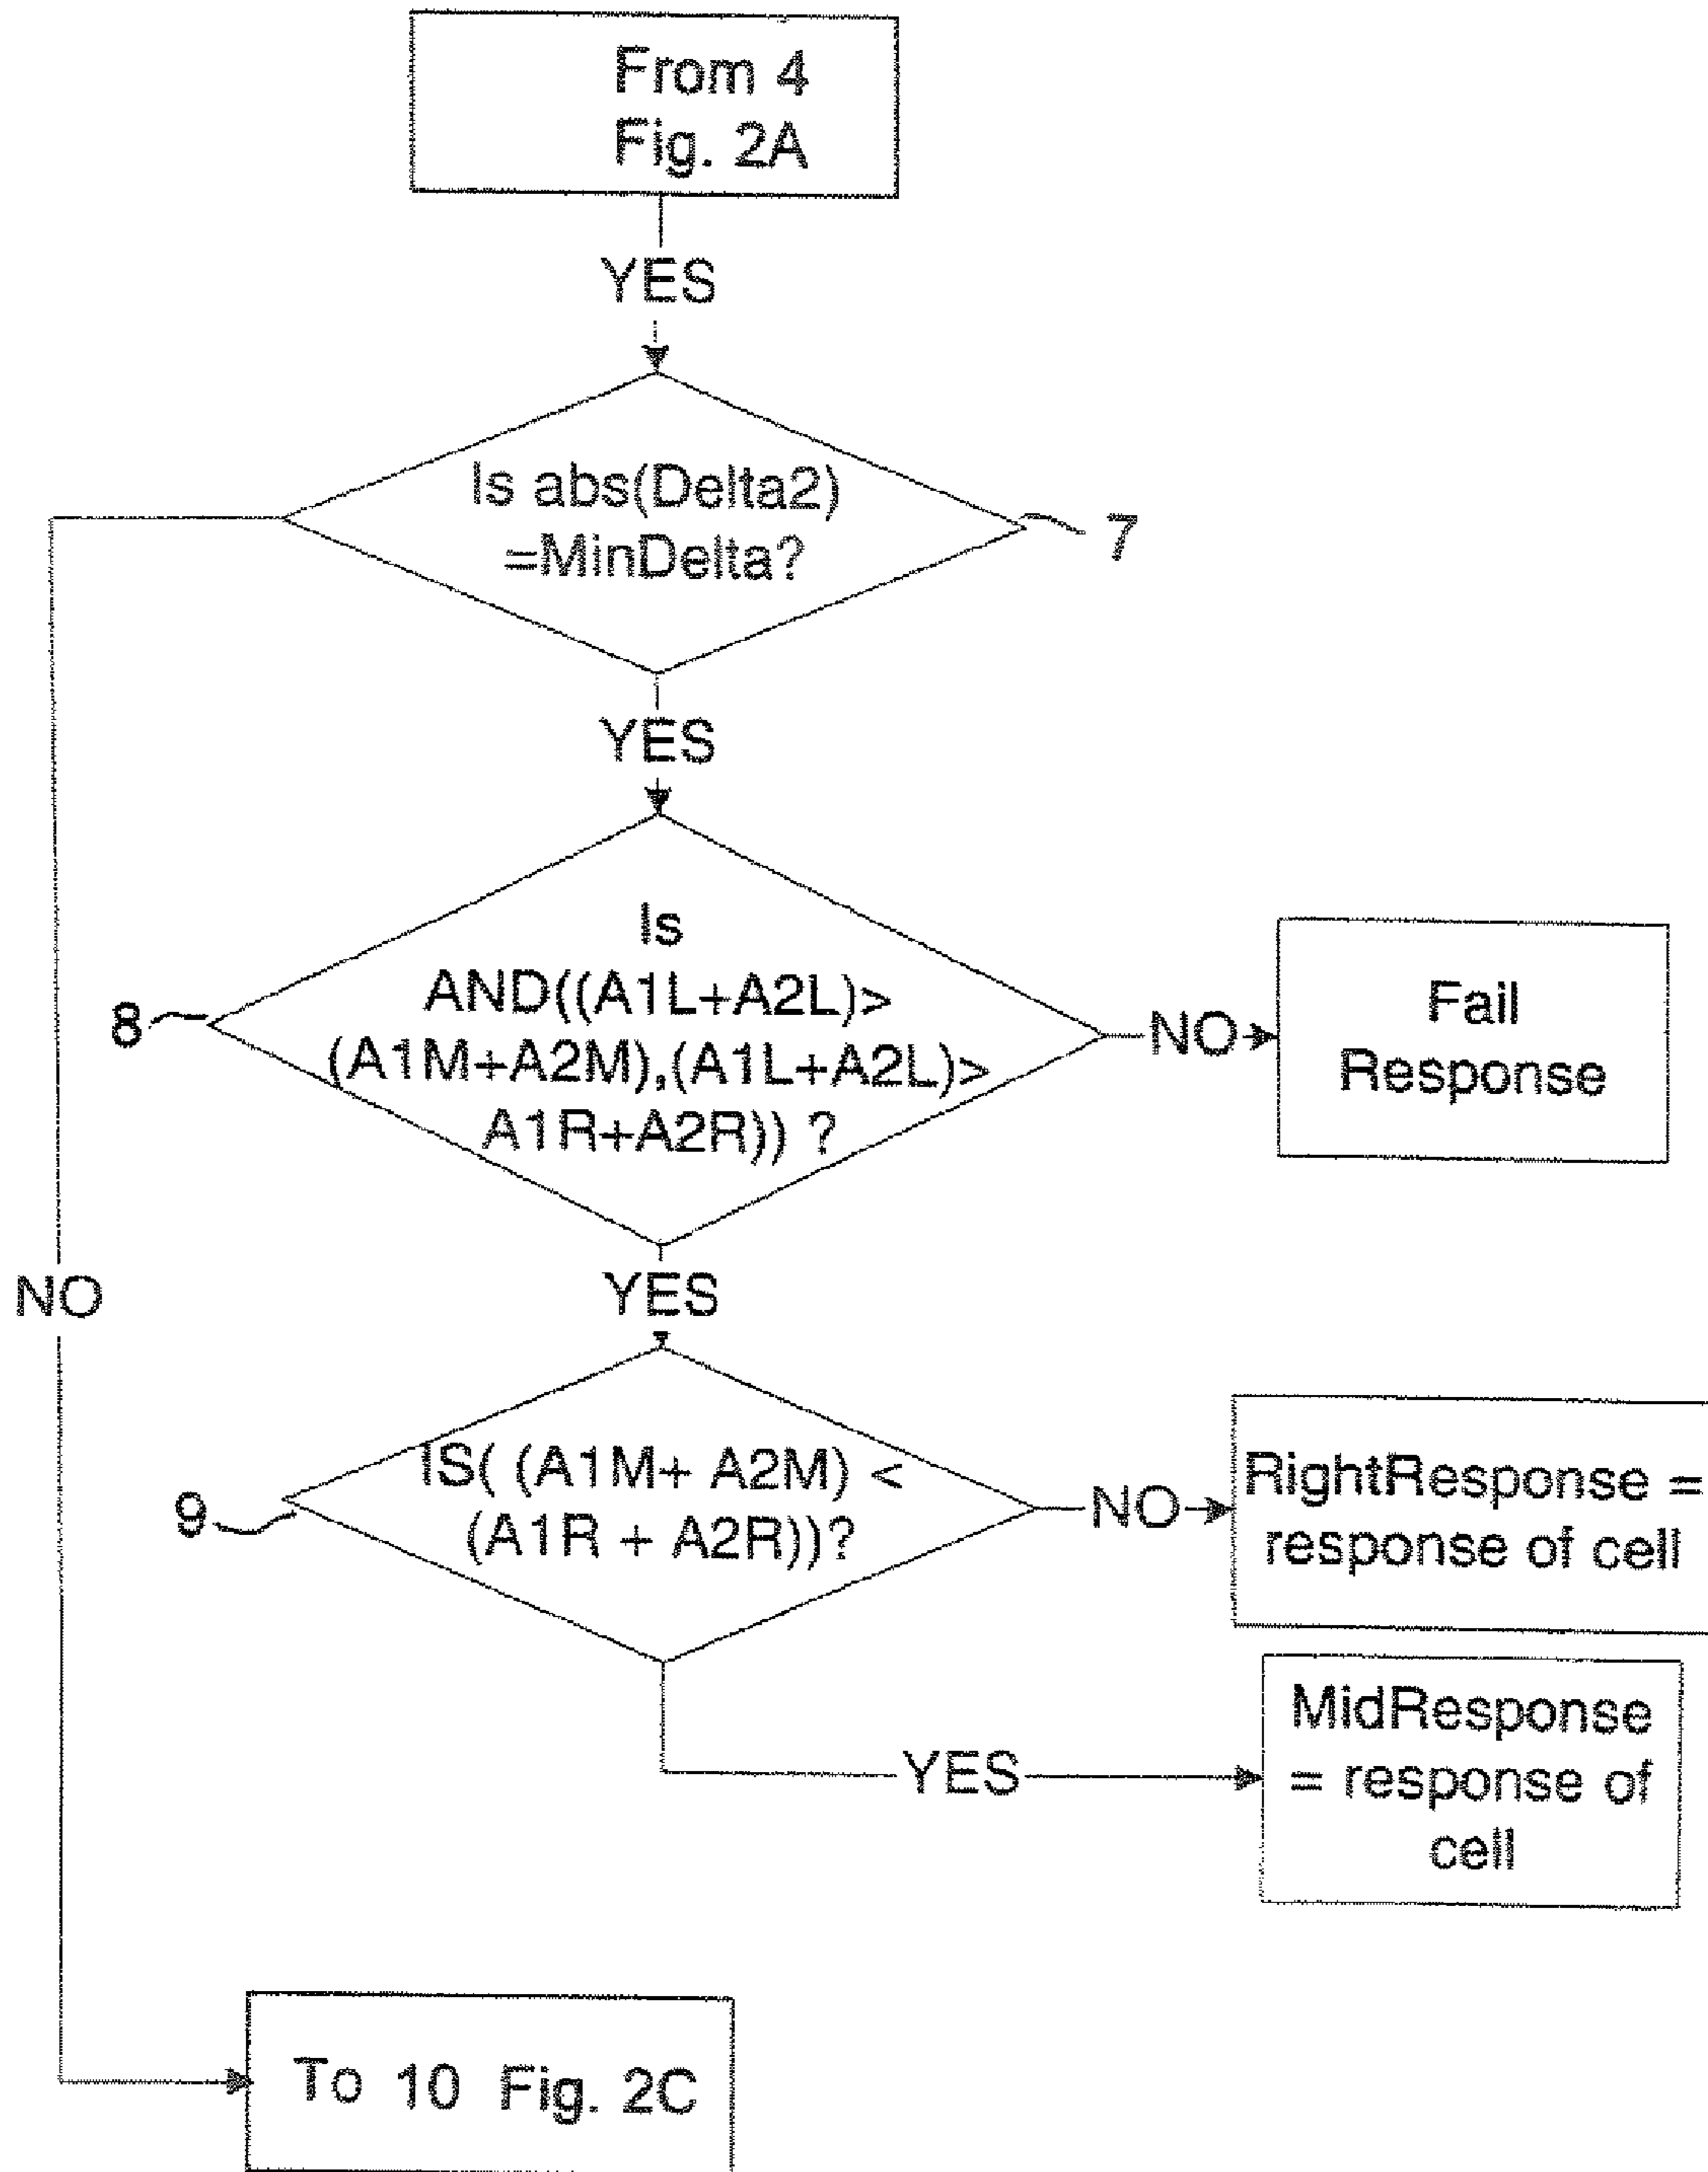 From 4
Fig. 2A
YES
Is abs(Delta2)
=MinDelta?
7
YES
Is
AND((A1L+A2L)>
(A1M+A2M),(A1L+A2L)>
A1R+A2R)) ?
8
NO
Fail
Response
NO
YES
IS( (A1M+ A2M) <
(A1R + A2R))?
9
NO
RightResponse =
response of cell
YES
MidResponse
= response of
cell
To 10 Fig. 2C